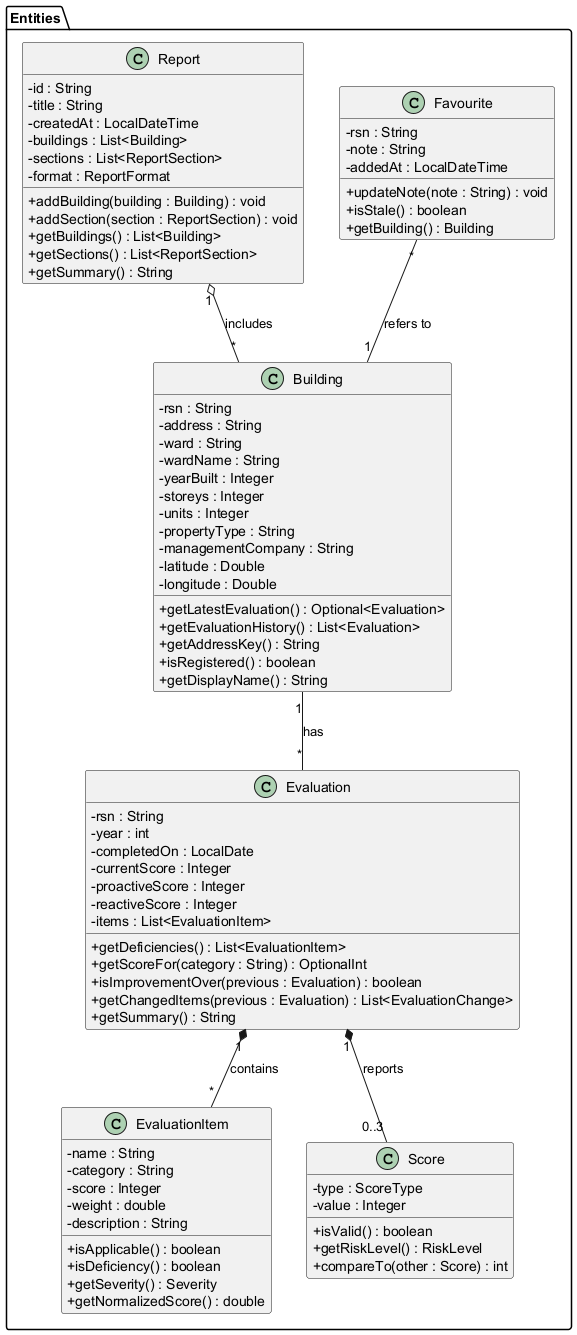 Entities
C Report
-id : String
-title : String
-createdAt : LocalDateTime
-buildings : List<Building>
-sections : List<ReportSection>
-format : ReportFormat
+addBuilding(building : Building) : void
+addSection(section : ReportSection) : void
+getBuildings() : List<Building>
+getSections() : List<ReportSection>
+getSummary() : String
C Favourite
-rsn : String
-note : String
-addedAt : LocalDateTime
+updateNote(note : String) : void
+isStale() : boolean
+getBuilding() : Building
1
includes
*
*
refers to
1
C Building
-rsn : String
-address : String
-ward : String
-wardName : String
-yearBuilt : Integer
-storeys : Integer
-units : Integer
-propertyType : String
-managementCompany : String
-latitude : Double
-longitude : Double
+getLatestEvaluation() : Optional<Evaluation>
+getEvaluationHistory() : List<Evaluation>
+getAddressKey() : String
+isRegistered() : boolean
+getDisplayName() : String
1
has
*
C Evaluation
-rsn : String
-year : int
-completedOn : LocalDate
-currentScore : Integer
-proactiveScore : Integer
-reactiveScore : Integer
-items : List<EvaluationItem>
+getDeficiencies() : List<EvaluationItem>
+getScoreFor(category : String) : OptionalInt
+isImprovementOver(previous : Evaluation) : boolean
+getChangedItems(previous : Evaluation) : List<EvaluationChange>
+getSummary() : String
1
contains
*
1
reports
0..3
C EvaluationItem
-name : String
-category : String
-score : Integer
-weight : double
-description : String
+isApplicable() : boolean
+isDeficiency() : boolean
+getSeverity() : Severity
+getNormalizedScore() : double
C Score
-type : ScoreType
-value : Integer
+isValid() : boolean
+getRiskLevel() : RiskLevel
+compareTo(other : Score) : int